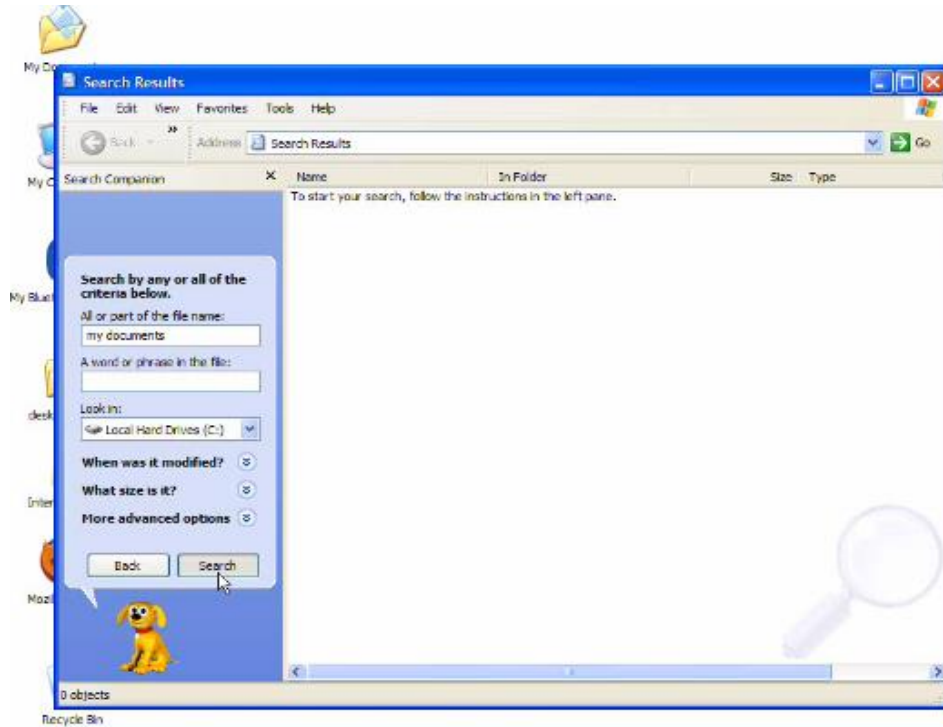 My Do
Search Results
File Edit View Favorites Tools Help
Back » Address Search Results Go
My C
Search Companion
Name In Folder Size Type
To start your search, follow the instructions in the left pane.
Search by any or all of the
criteria below.
All or part of the file name:
my documents
My Blue
A word or phrase in the file:
Look in:
desk
Local Hard Drives (C:)
When was it modified?
What size is it?
Inter
More advanced options
Back Search
Mozil
0 objects
Recycle Bin